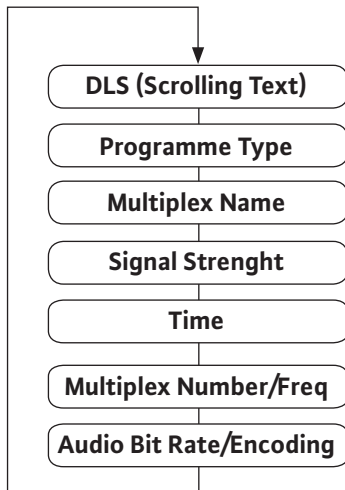 DLS (Scrolling Text)
Programme Type
Multiplex Name
Signal Strenght
Time
Multiplex Number/Freq
Audio Bit Rate/Encoding